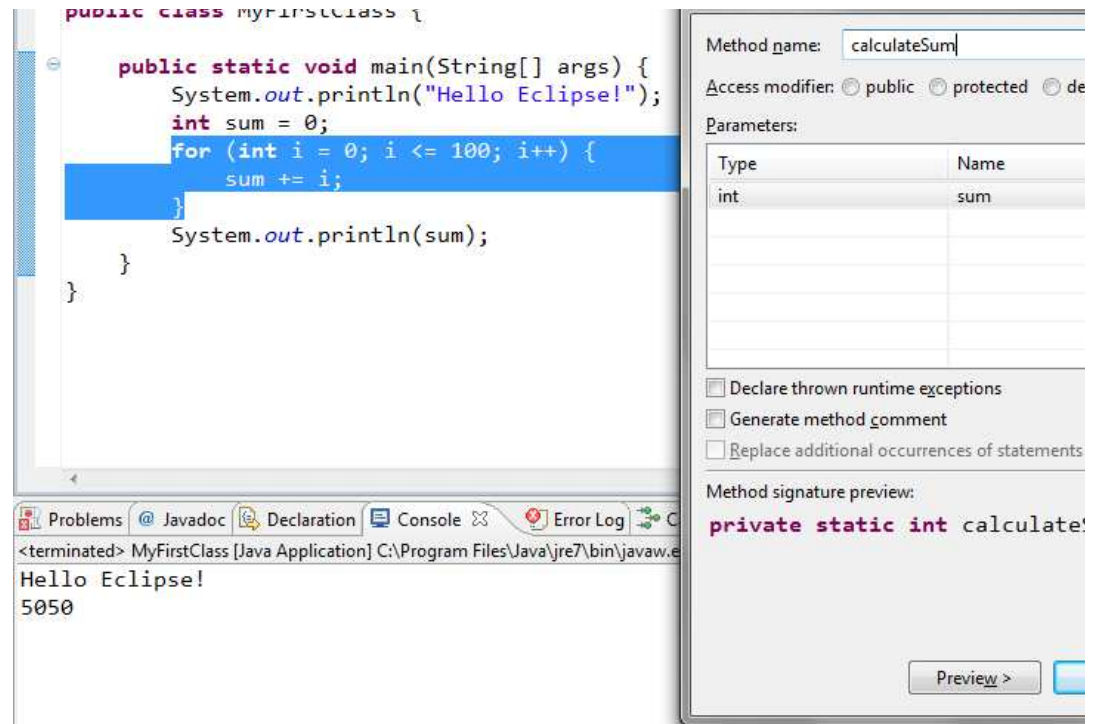 public class MyFirstClass {
public static void main(String[] args) {
System.out.println("Hello Eclipse!");
int sum = 0;
for (int i = 0; i <= 100; i++) {
sum += i;
}
System.out.println(sum);
}
}
Problems @ Javadoc Declaration Console Error Log C
<terminated> MyFirstClass [Java Application] C:\Program Files\Java\jre7\bin\javaw.e
Hello Eclipse!
5050
Method name: calculateSum
Access modifier: public protected de
Parameters:
Type Name
int sum
Declare thrown runtime exceptions
Generate method comment
Replace additional occurrences of statements
Method signature preview:
private static int calculateS
Preview >